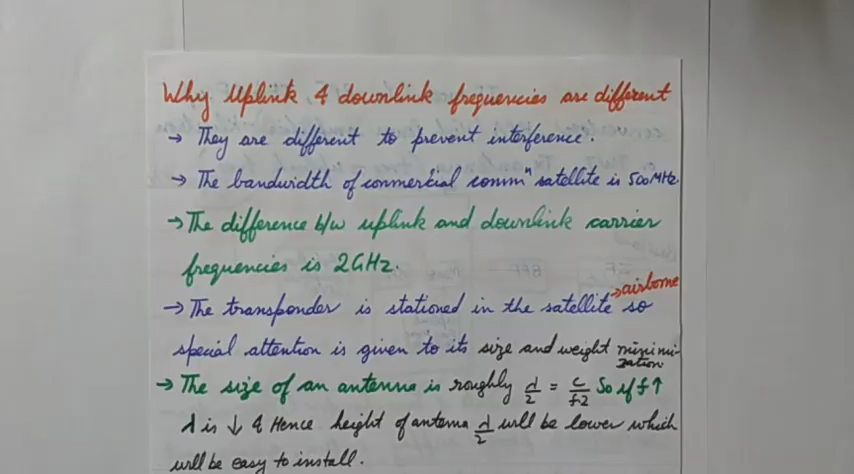 Why Uplink & downlink frequencies are different
→ They are different to prevent interference.
→ The bandwidth of commercial commⁿ satellite is 500MHz.
→ The difference b/w uplink and downlink carrier
frequencies is 2GHz.
→ airborne
→ The transponder is stationed in the satellite so
special attention is given to its size and weight minimization
→ The size of an antenna is roughly λ/2 = c/f·2 So if f↑
λ is ↓ & Hence height of antenna λ/2 will be lower which
will be easy to install.